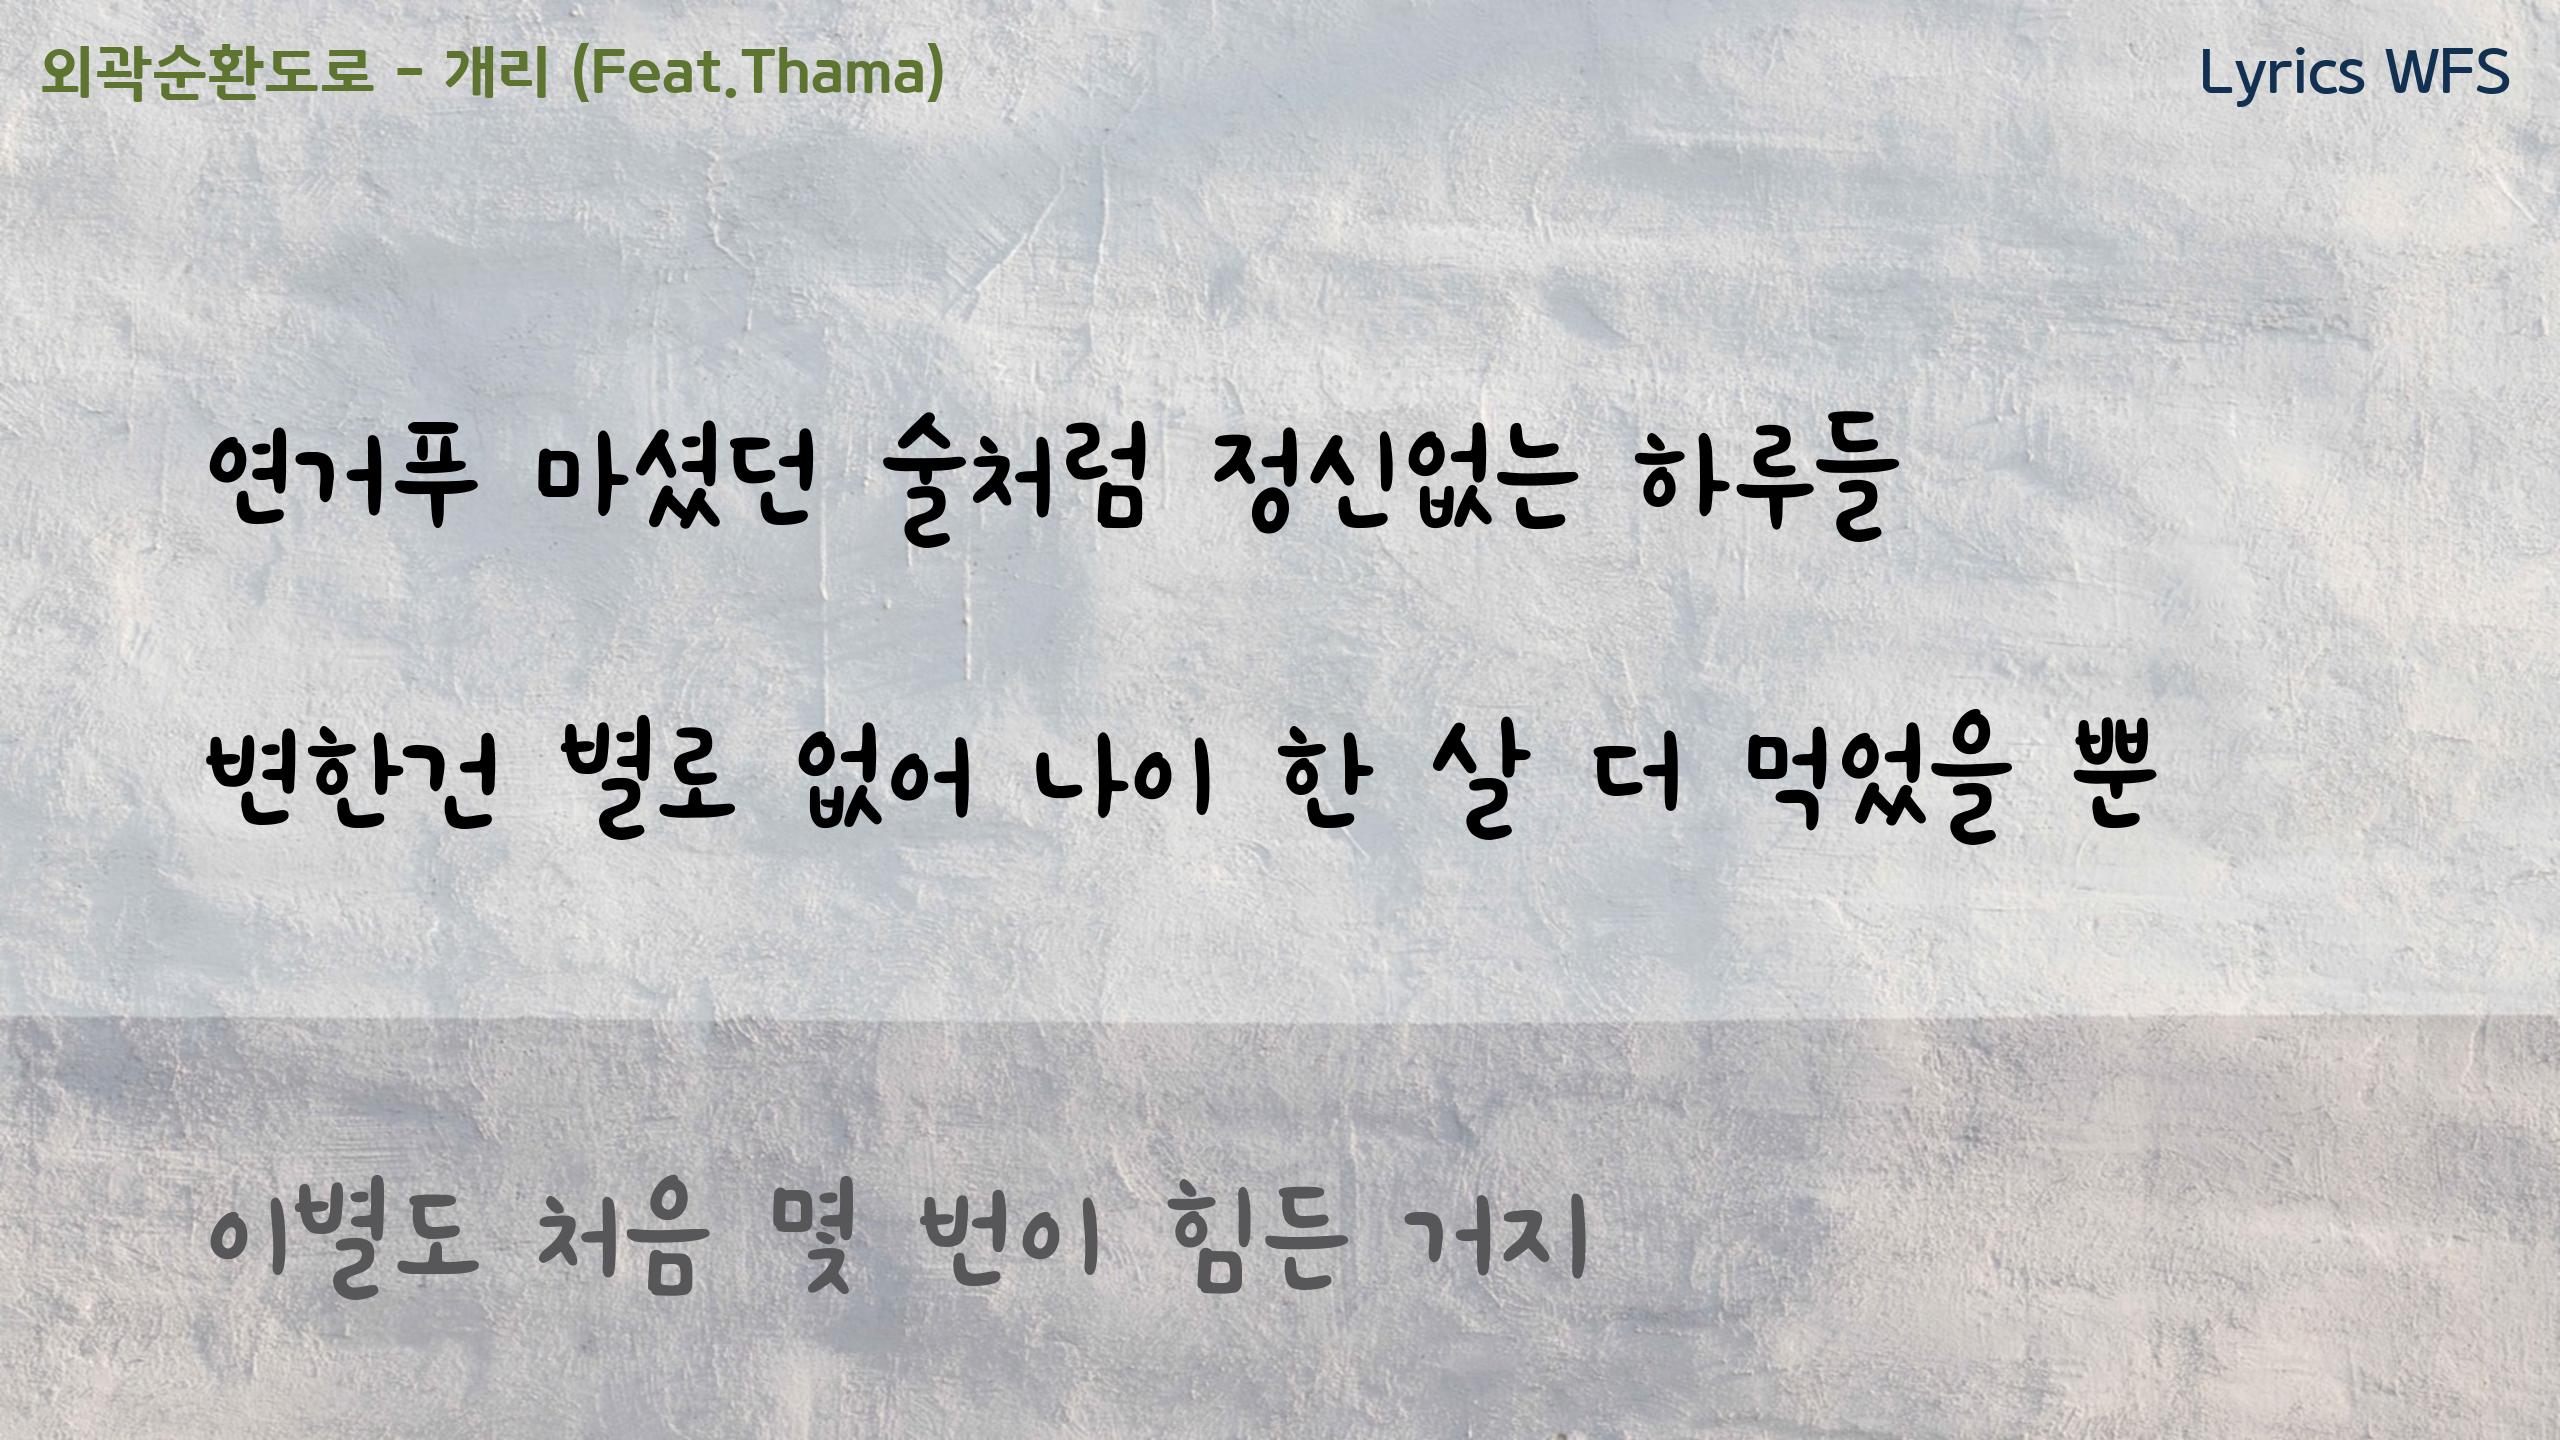 외곽순환도로 - 개리 (Feat.Thama)
Lyrics WFS
연거푸 마셨던 술처럼 정신없는 하루들
변한건 별로 없어 나이 한 살 더 먹었을 뿐
이별도 처음 몇 번이 힘든 거지